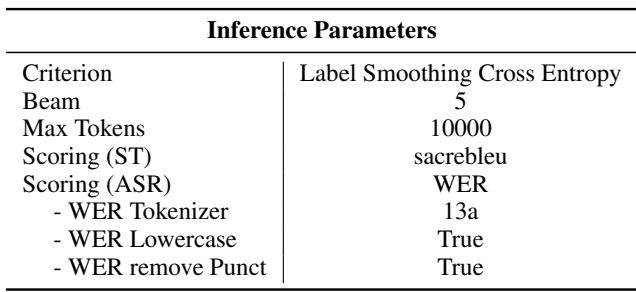 Inference Parameters
Criterion Label Smoothing Cross Entropy
Beam 5
Max Tokens 10000
Scoring (ST) sacrebleu
Scoring (ASR) WER
- WER Tokenizer 13a
- WER Lowercase True
- WER remove Punct True